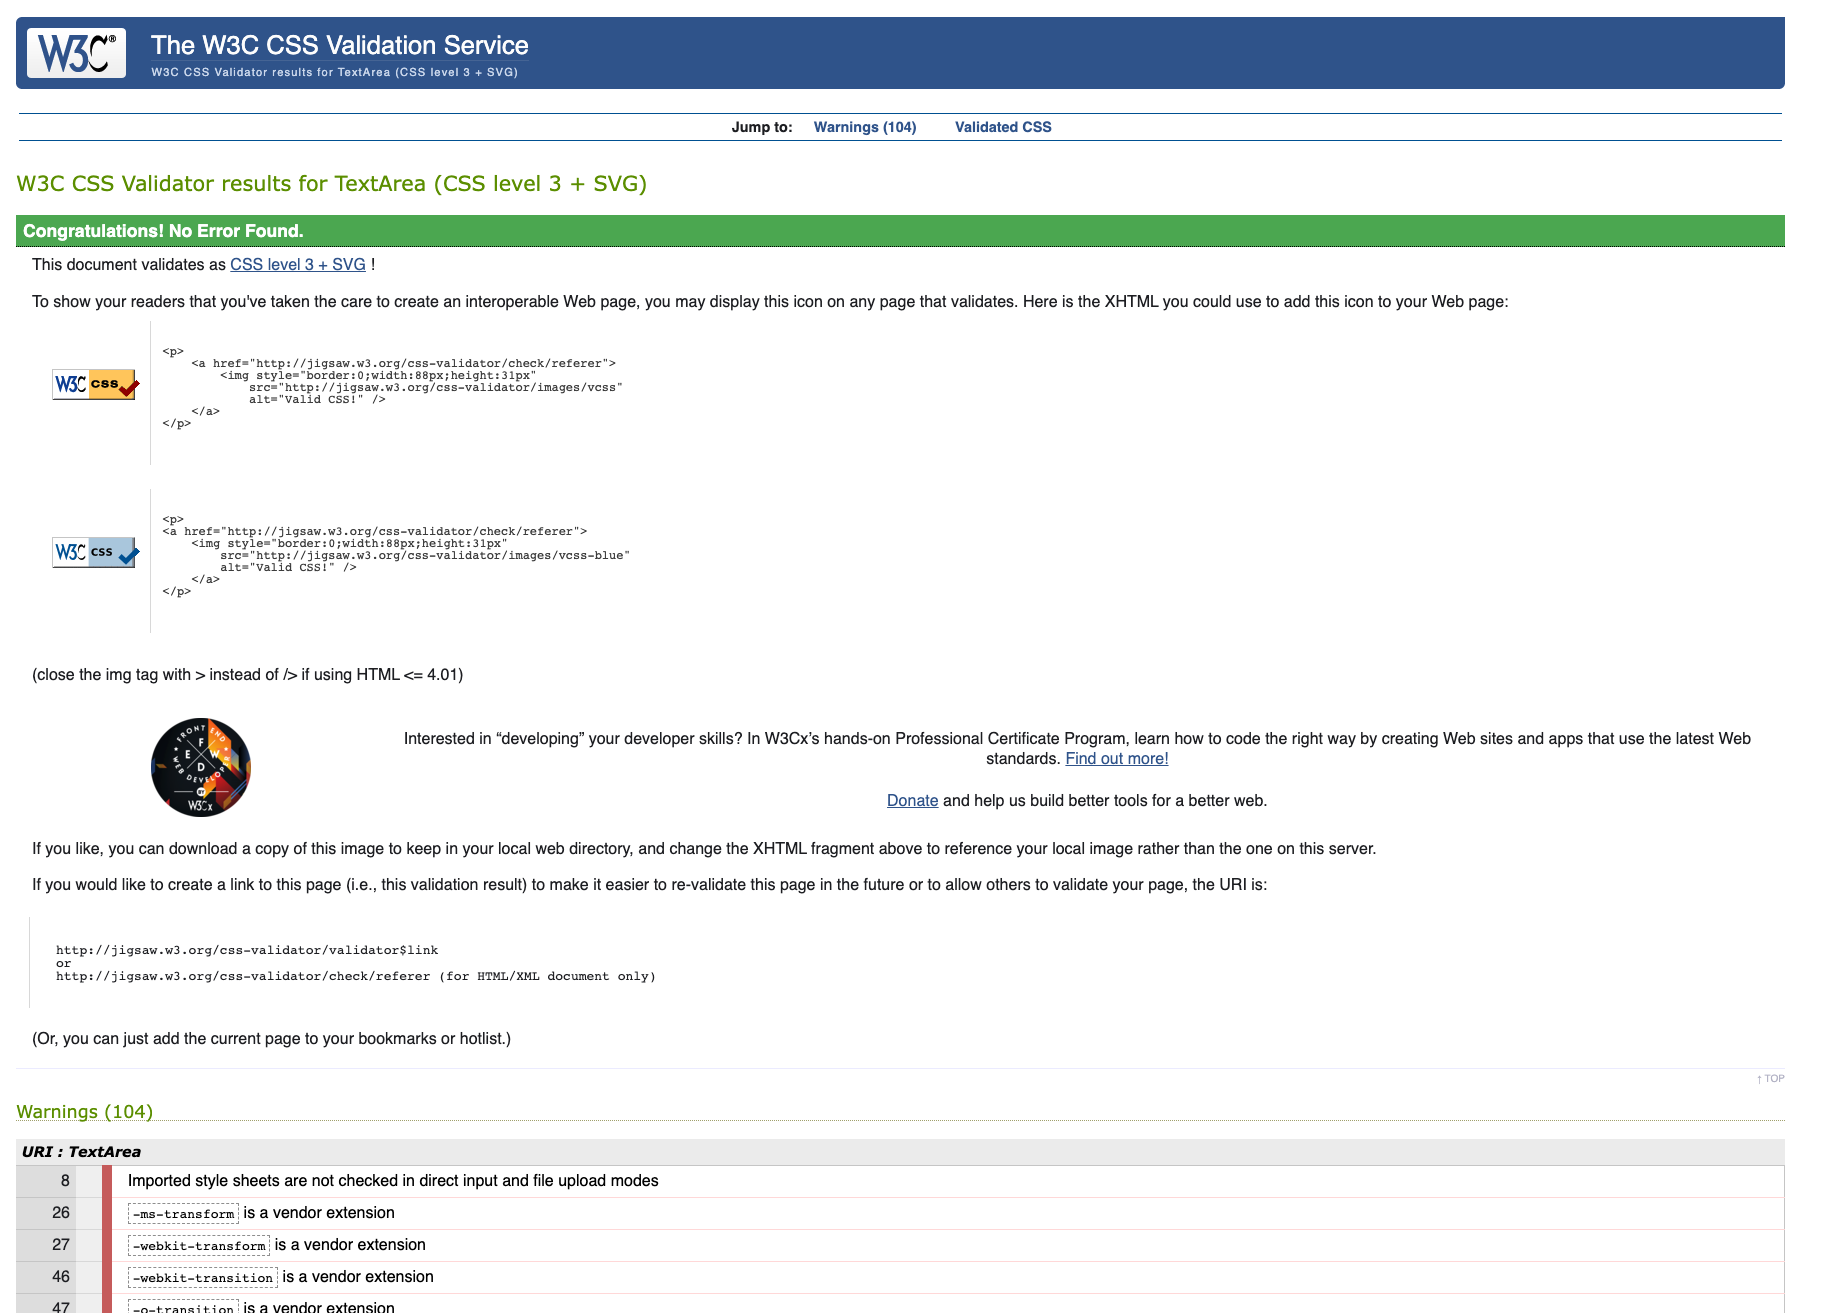 W3C®
The W3C CSS Validation Service
W3C CSS Validator results for TextArea (CSS level 3 + SVG)
Jump to: Warnings (104) Validated CSS
W3C CSS Validator results for TextArea (CSS level 3 + SVG)
Congratulations! No Error Found.
This document validates as CSS level 3 + SVG !
To show your readers that you've taken the care to create an interoperable Web page, you may display this icon on any page that validates. Here is the XHTML you could use to add this icon to your Web page:
W3C css
<p>
    <a href="http://jigsaw.w3.org/css-validator/check/referer">
        <img style="border:0;width:88px;height:31px"
            src="http://jigsaw.w3.org/css-validator/images/vcss"
            alt="Valid CSS!" />
    </a>
</p>
W3C css
<p>
<a href="http://jigsaw.w3.org/css-validator/check/referer">
    <img style="border:0;width:88px;height:31px"
        src="http://jigsaw.w3.org/css-validator/images/vcss-blue"
        alt="Valid CSS!" />
    </a>
</p>
(close the img tag with > instead of /> if using HTML <= 4.01)
FRONT END
F
E W
D
WEB DEVELOPER
BY
W3Cx
Interested in “developing” your developer skills? In W3Cx’s hands-on Professional Certificate Program, learn how to code the right way by creating Web sites and apps that use the latest Web
standards. Find out more!
Donate and help us build better tools for a better web.
If you like, you can download a copy of this image to keep in your local web directory, and change the XHTML fragment above to reference your local image rather than the one on this server.
If you would like to create a link to this page (i.e., this validation result) to make it easier to re-validate this page in the future or to allow others to validate your page, the URI is:
http://jigsaw.w3.org/css-validator/validator$link
or
http://jigsaw.w3.org/css-validator/check/referer (for HTML/XML document only)
(Or, you can just add the current page to your bookmarks or hotlist.)
↑ TOP
Warnings (104)
URI : TextArea
8 Imported style sheets are not checked in direct input and file upload modes
26 -ms-transform is a vendor extension
27 -webkit-transform is a vendor extension
46 -webkit-transition is a vendor extension
47 -o-transition is a vendor extension